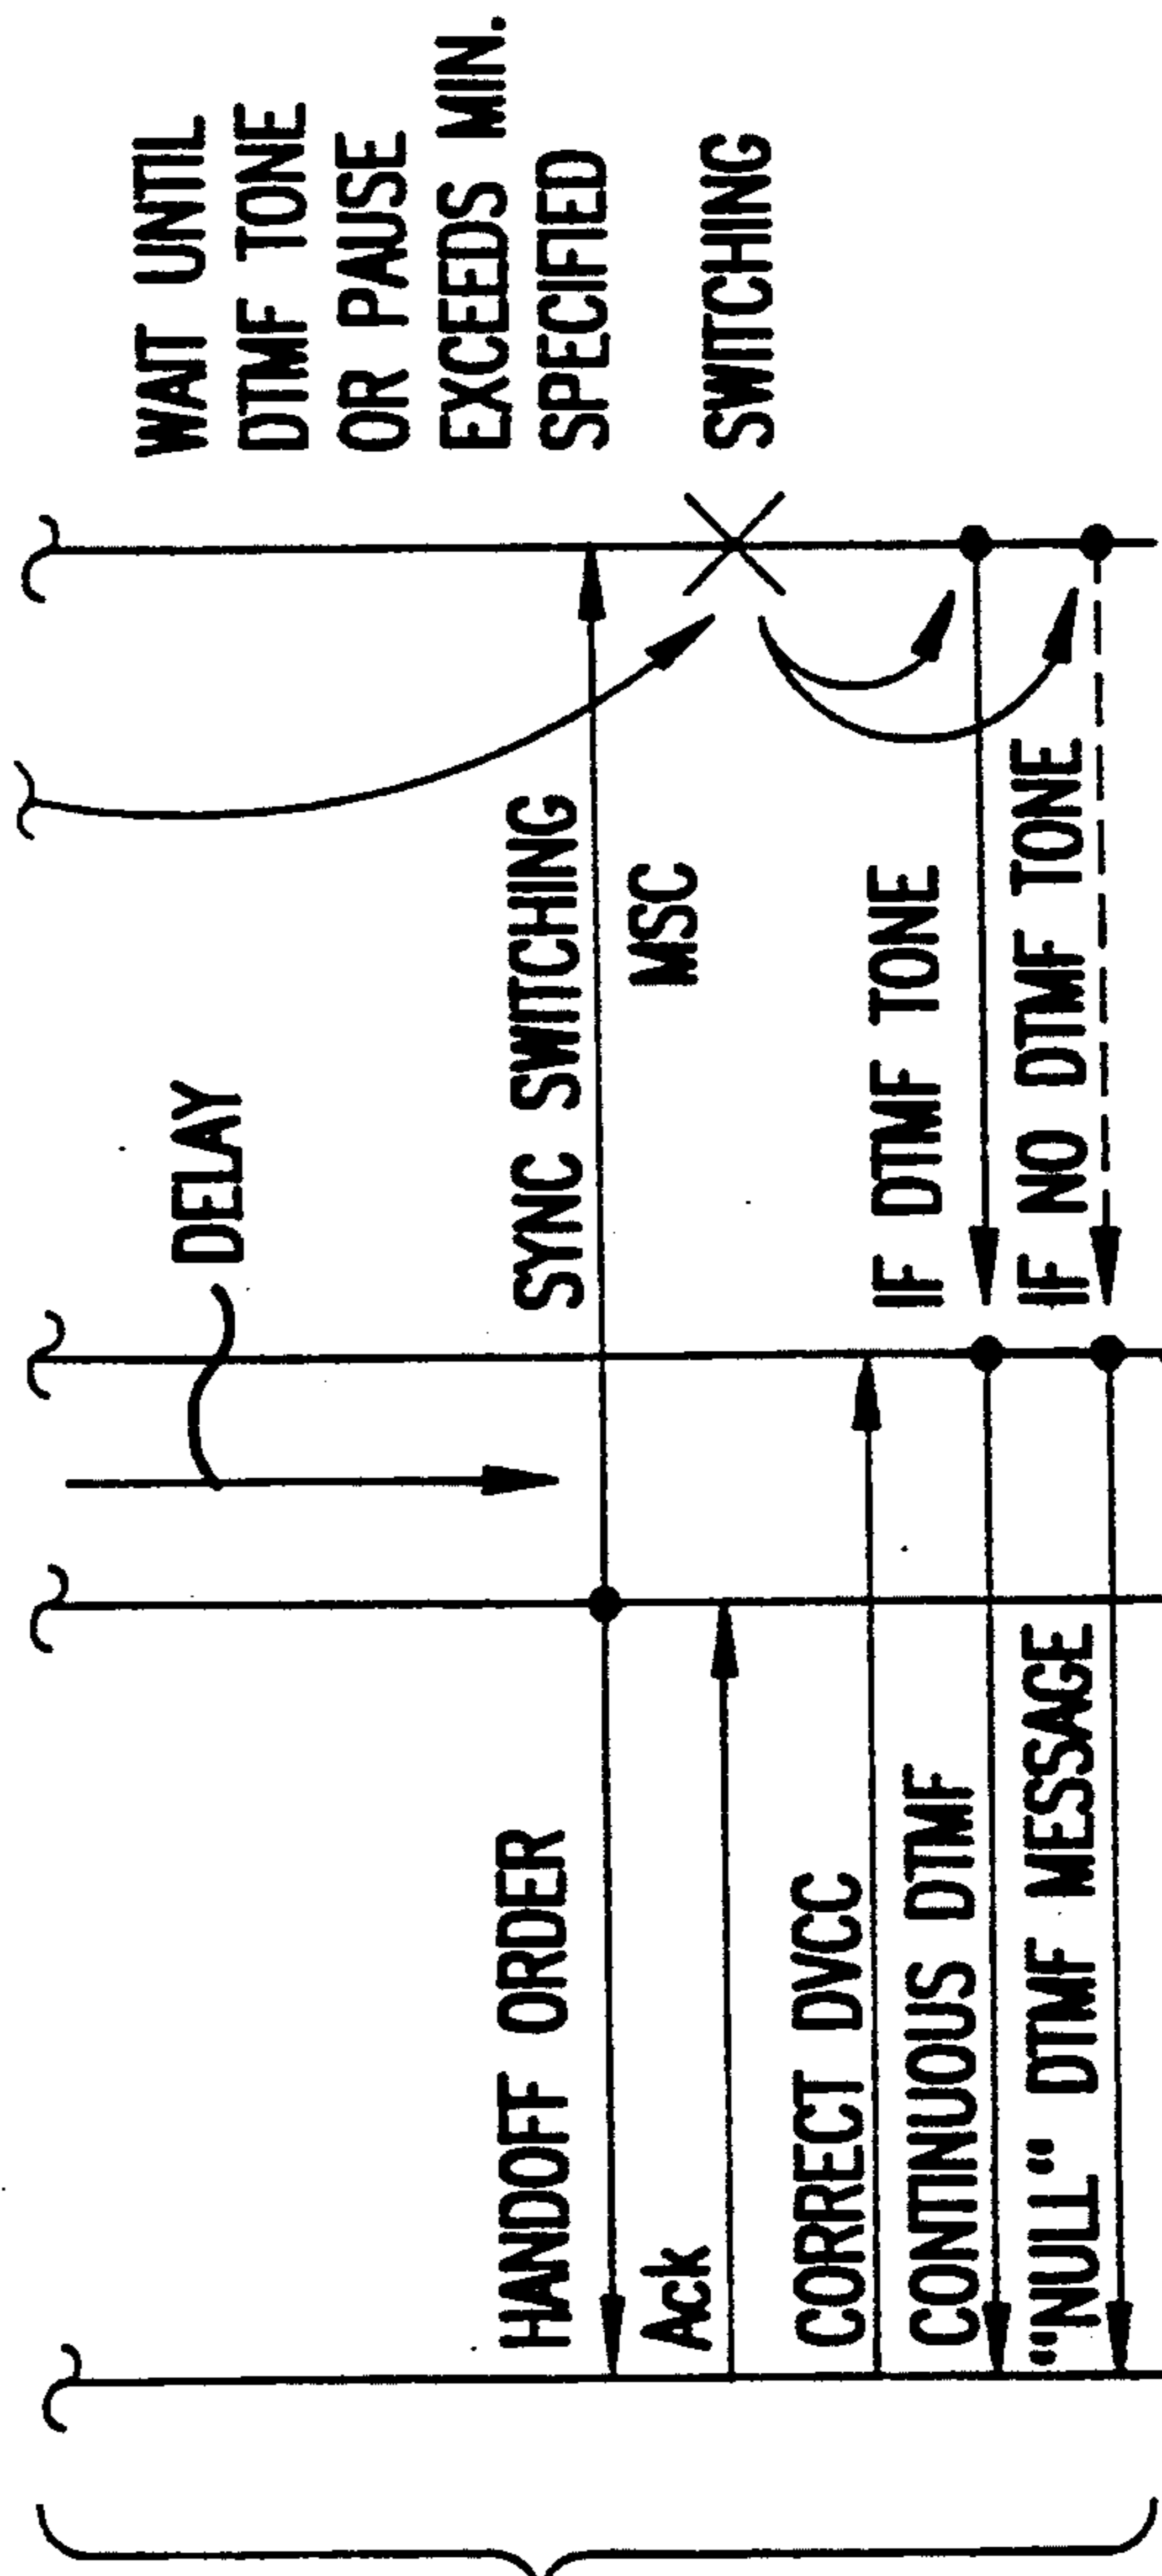 WAIT UNTIL
DTMF TONE
OR PAUSE
EXCEEDS MIN.
SPECIFIED
DELAY
HANDOFF ORDER
SYNC SWITCHING
Ack
MSC
SWITCHING
CORRECT DVCC
IF DTMF TONE
CONTINUOUS DTMF
IF NO DTMF TONE
"NULL" DTMF MESSAGE